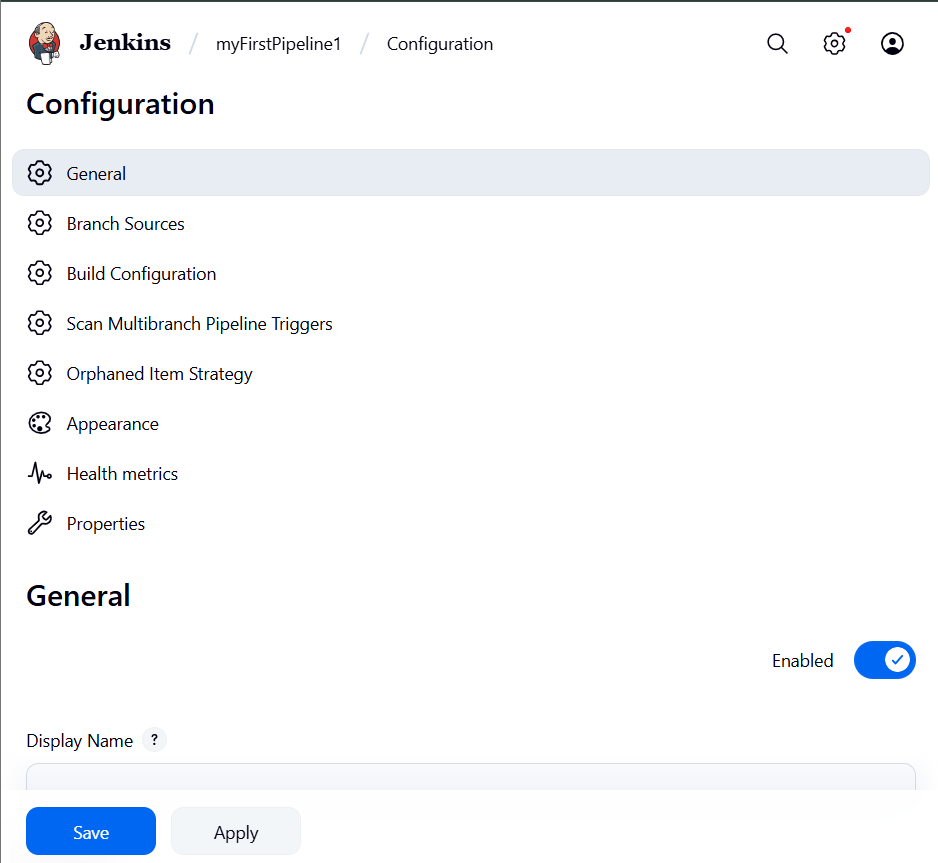 Jenkins / myFirstPipeline1 / Configuration
Configuration
General
Branch Sources
Build Configuration
Scan Multibranch Pipeline Triggers
Orphaned Item Strategy
Appearance
Health metrics
Properties
General
Enabled
Display Name ?
Save Apply